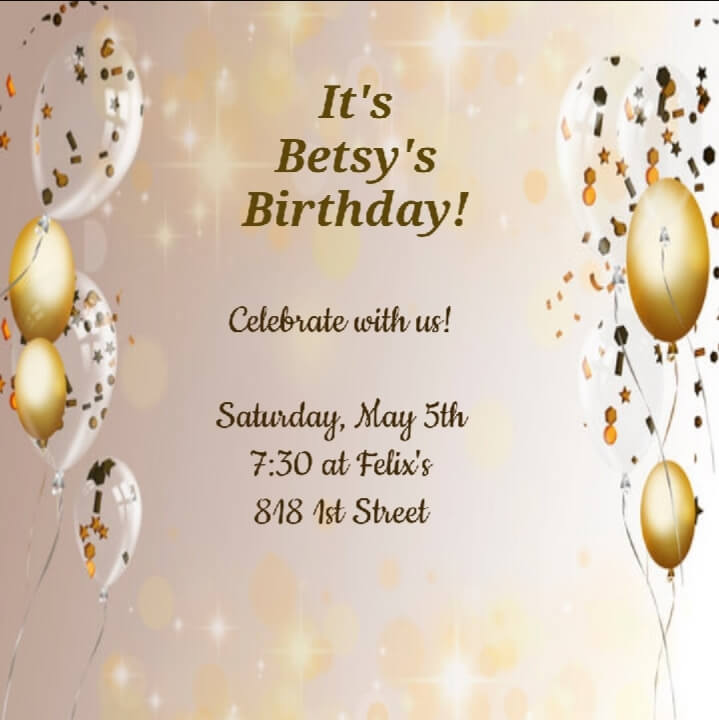 It's
Betsy's
Birthday!
Celebrate with us!
Saturday, May 5th
7:30 at Felix's
818 1st Street